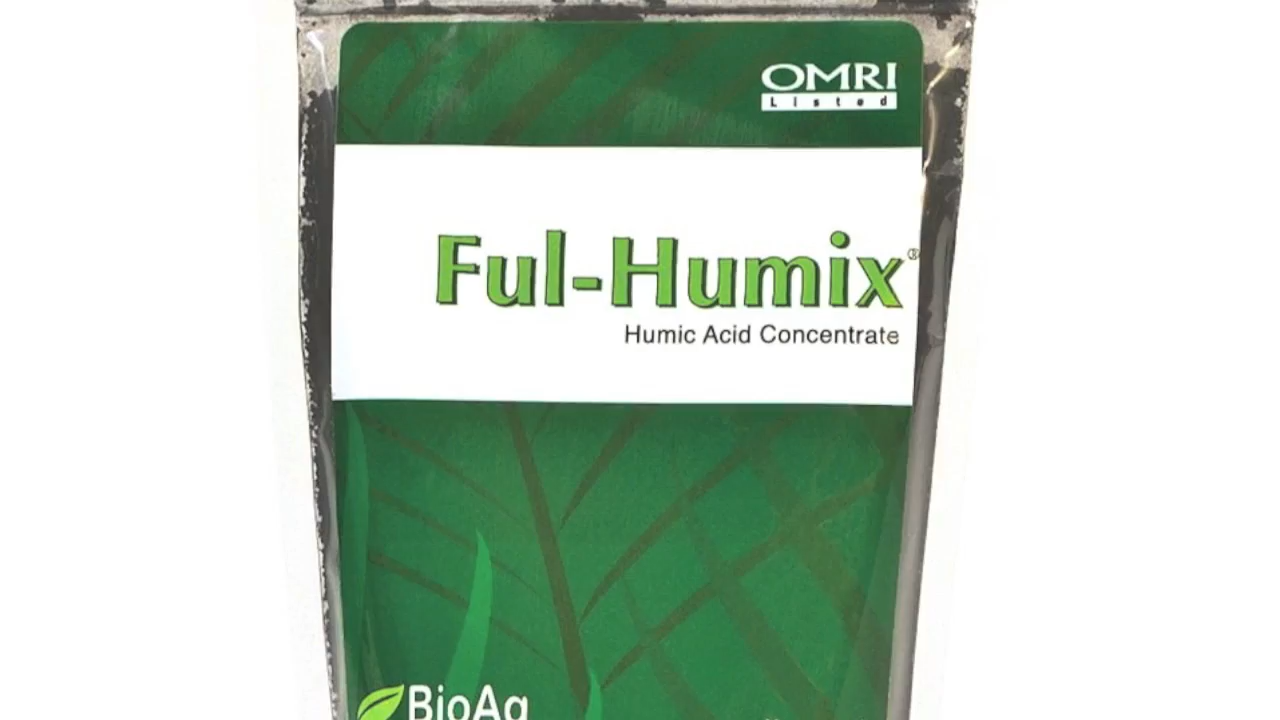 OMRI
Listed
Ful-Humix®
Humic Acid Concentrate
BioAg